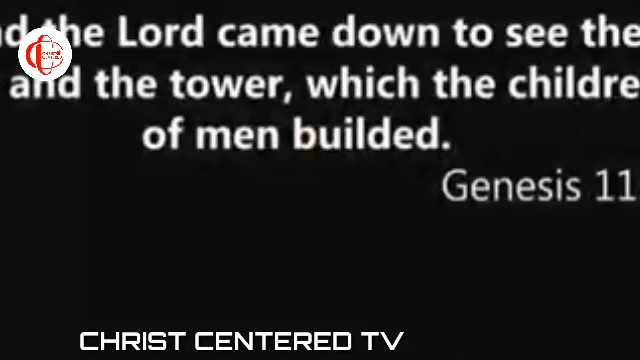 nd the Lord came down to see the
and the tower, which the childre
of men builded.
Genesis 11
CHRIST CENTERED TV